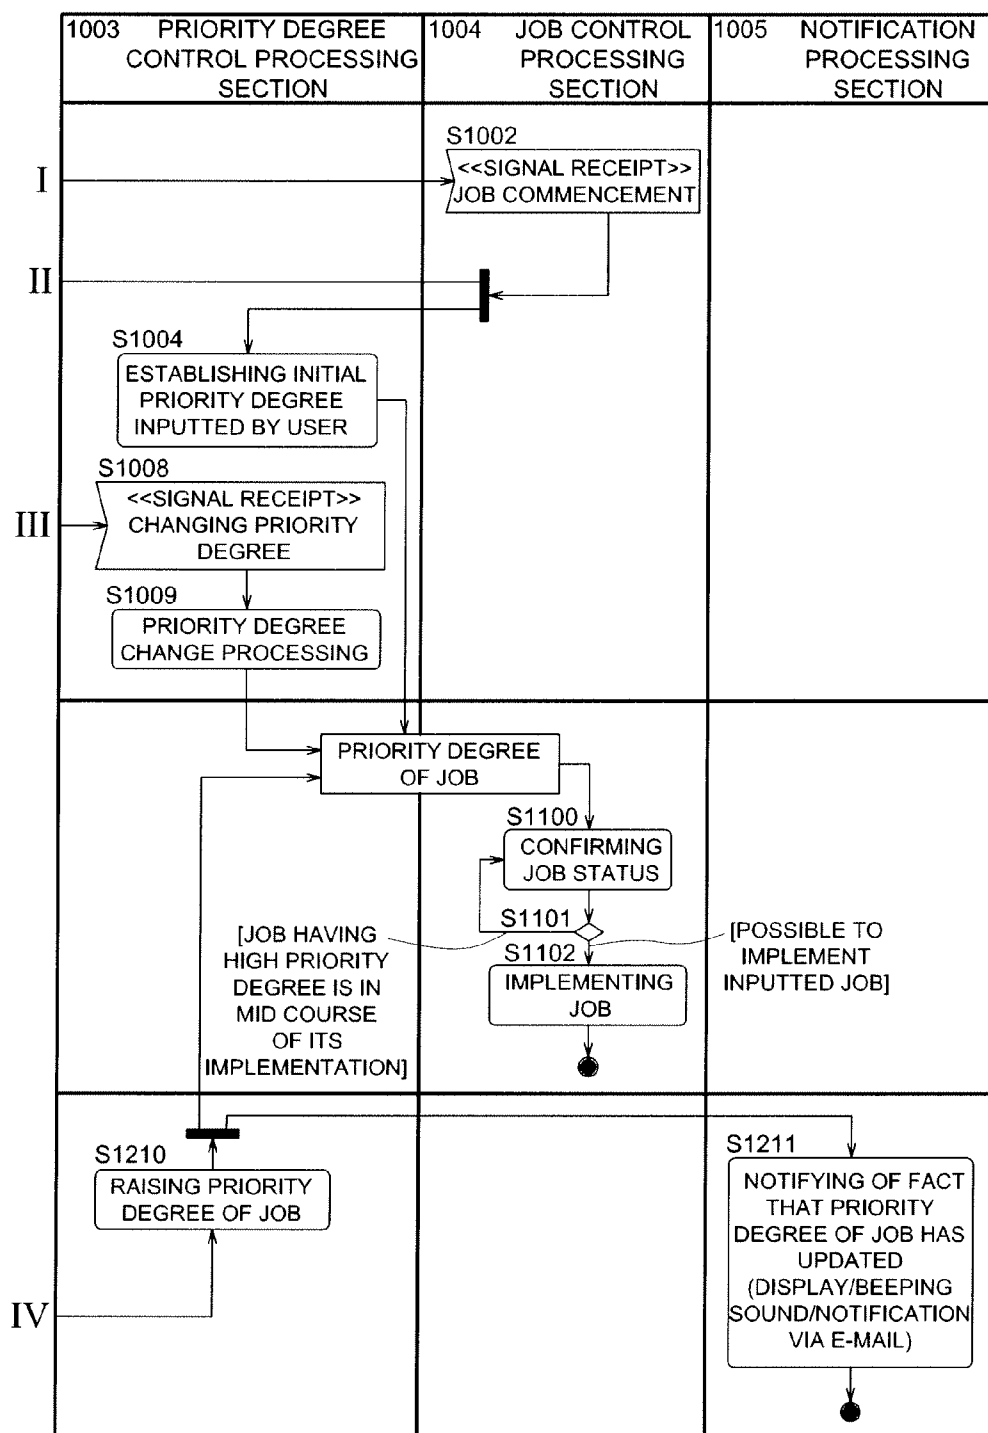 1003 PRIORITY DEGREE
CONTROL PROCESSING
SECTION
1004 JOB CONTROL
PROCESSING
SECTION
1005 NOTIFICATION
PROCESSING
SECTION
S1002
<<SIGNAL RECEIPT>>
JOB COMMENCEMENT
I
II
S1004
ESTABLISHING INITIAL
PRIORITY DEGREE
INPUTTED BY USER
S1008
<<SIGNAL RECEIPT>>
CHANGING PRIORITY
DEGREE
III
S1009
PRIORITY DEGREE
CHANGE PROCESSING
PRIORITY DEGREE
OF JOB
S1100
CONFIRMING
JOB STATUS
S1101
[JOB HAVING
HIGH PRIORITY
DEGREE IS IN
MID COURSE
OF ITS
IMPLEMENTATION]
[POSSIBLE TO
IMPLEMENT
INPUTTED JOB]
S1102
IMPLEMENTING
JOB
S1210
RAISING PRIORITY
DEGREE OF JOB
S1211
NOTIFYING OF FACT
THAT PRIORITY
DEGREE OF JOB HAS
UPDATED
(DISPLAY/BEEPING
SOUND/NOTIFICATION
VIA E-MAIL)
IV